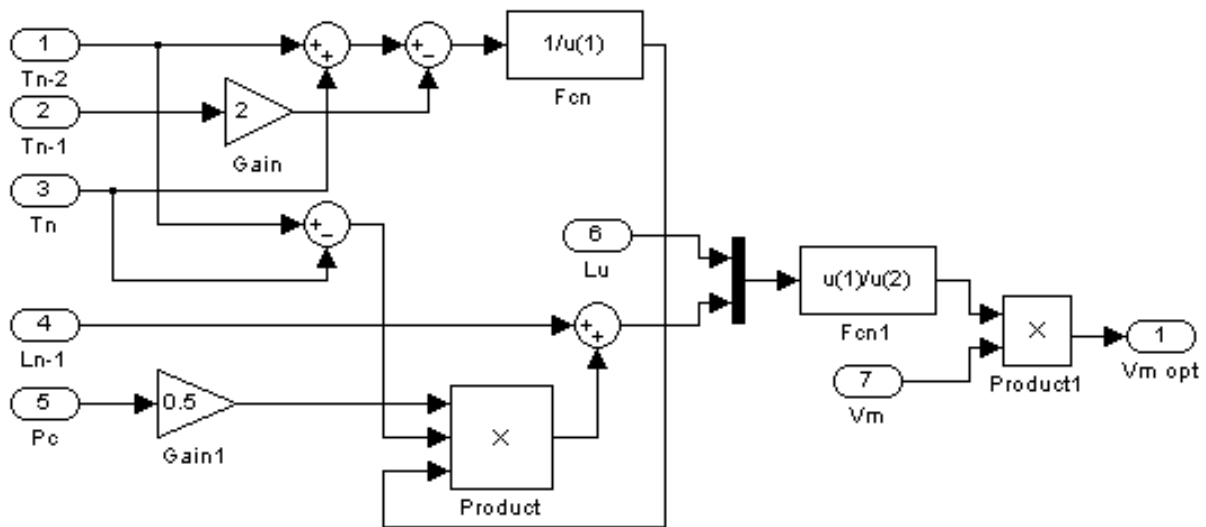 1
Tn-2
2
Tn-1
3
Tn
4
Ln-1
5
Pc
2
Gain
0.5
Gain1
+
+
+
−
+
−
+
+
1/u(1)
Fcn
×
Product
6
Lu
u(1)/u(2)
Fcn1
7
Vm
×
Product1
1
Vm opt